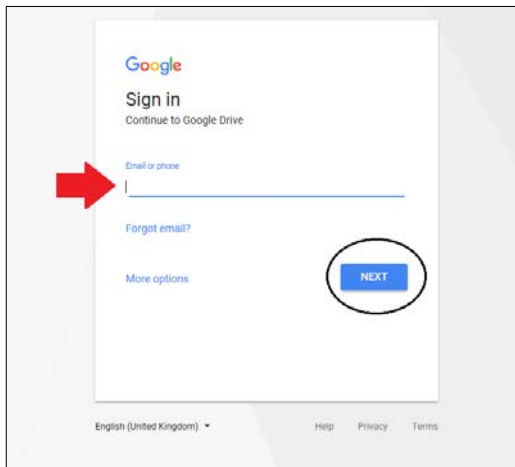 Google
Sign in
Continue to Google Drive
Email or phone
Forgot email?
More options
NEXT
English (United Kingdom)
Help Privacy Terms